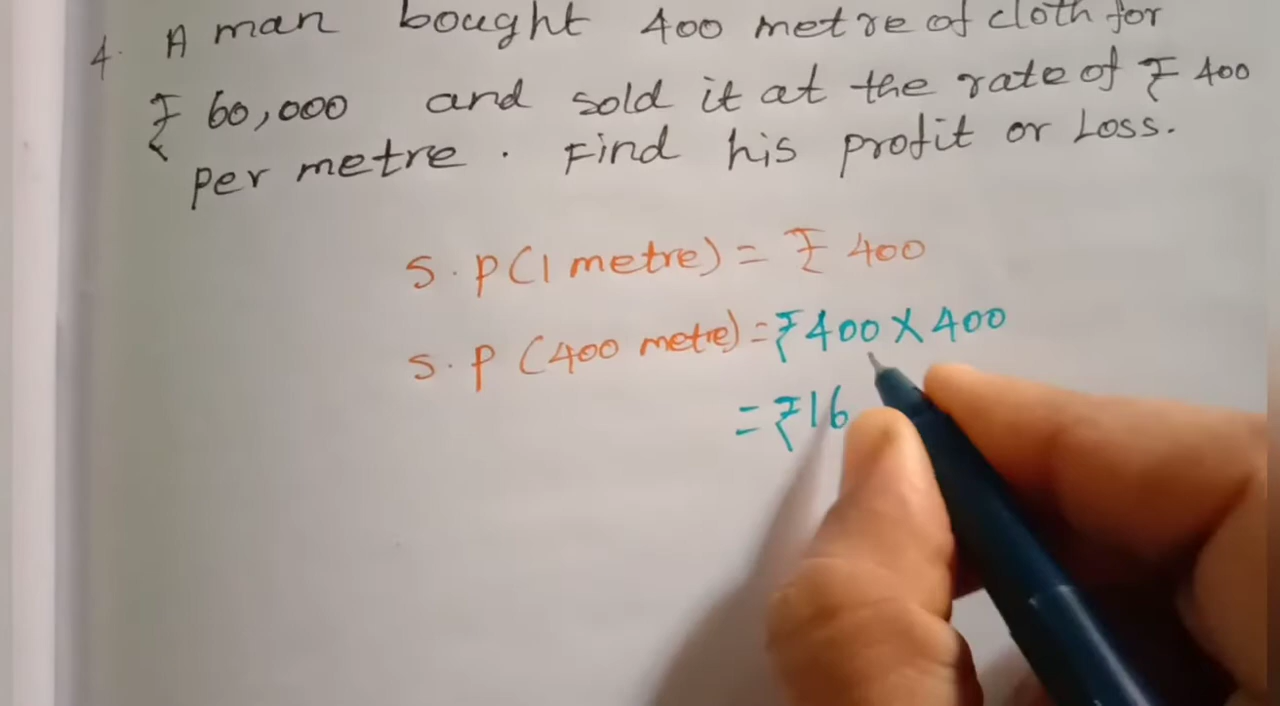 4. A man bought 400 metre of cloth for
₹ 60,000 and sold it at the rate of ₹ 400
per metre. Find his profit or Loss.
S.P (1 metre) = ₹ 400
S.P (400 metre) = ₹400 X 400
= ₹16